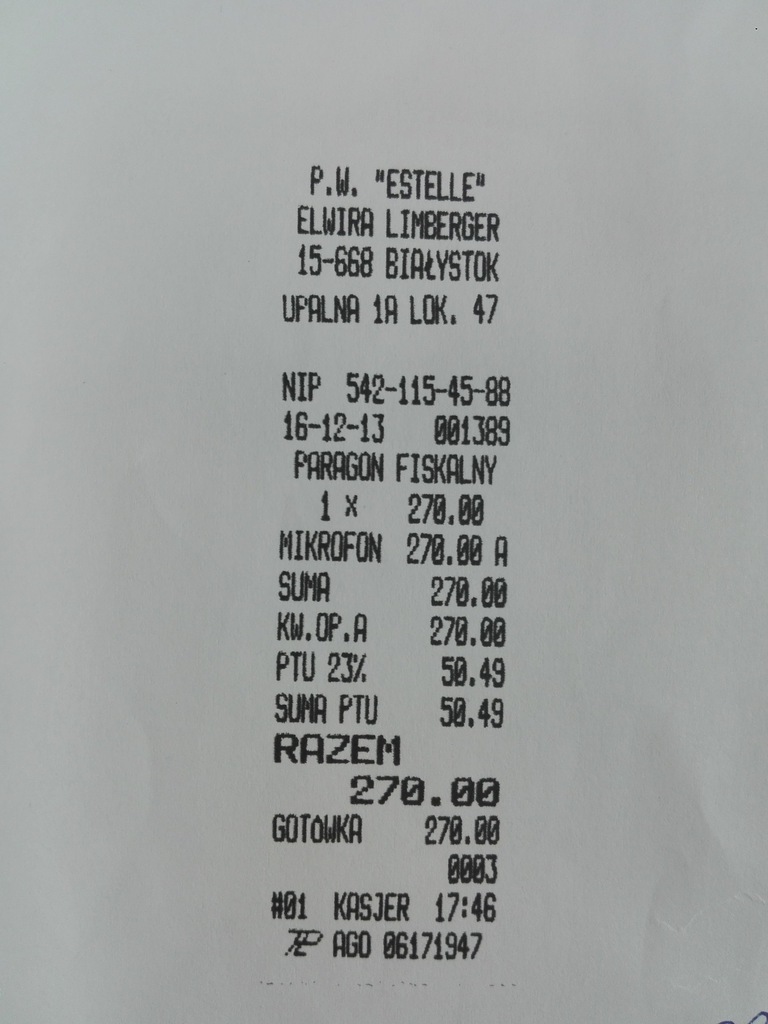 P.W. "ESTELLE"
ELWIRA LIMBERGER
15-668 BIAŁYSTOK
UPALNA 1A LOK. 47
NIP 542-115-45-88
16-12-13 001389
PARAGON FISKALNY
1 x 270.00
MIKROFON 270.00 A
SUMA 270.00
KW.OP.A 270.00
PTU 23% 50.49
SUMA PTU 50.49
RAZEM
270.00
GOTÓWKA 270.00
0003
#01 KASJER 17:46
AGO 06171947